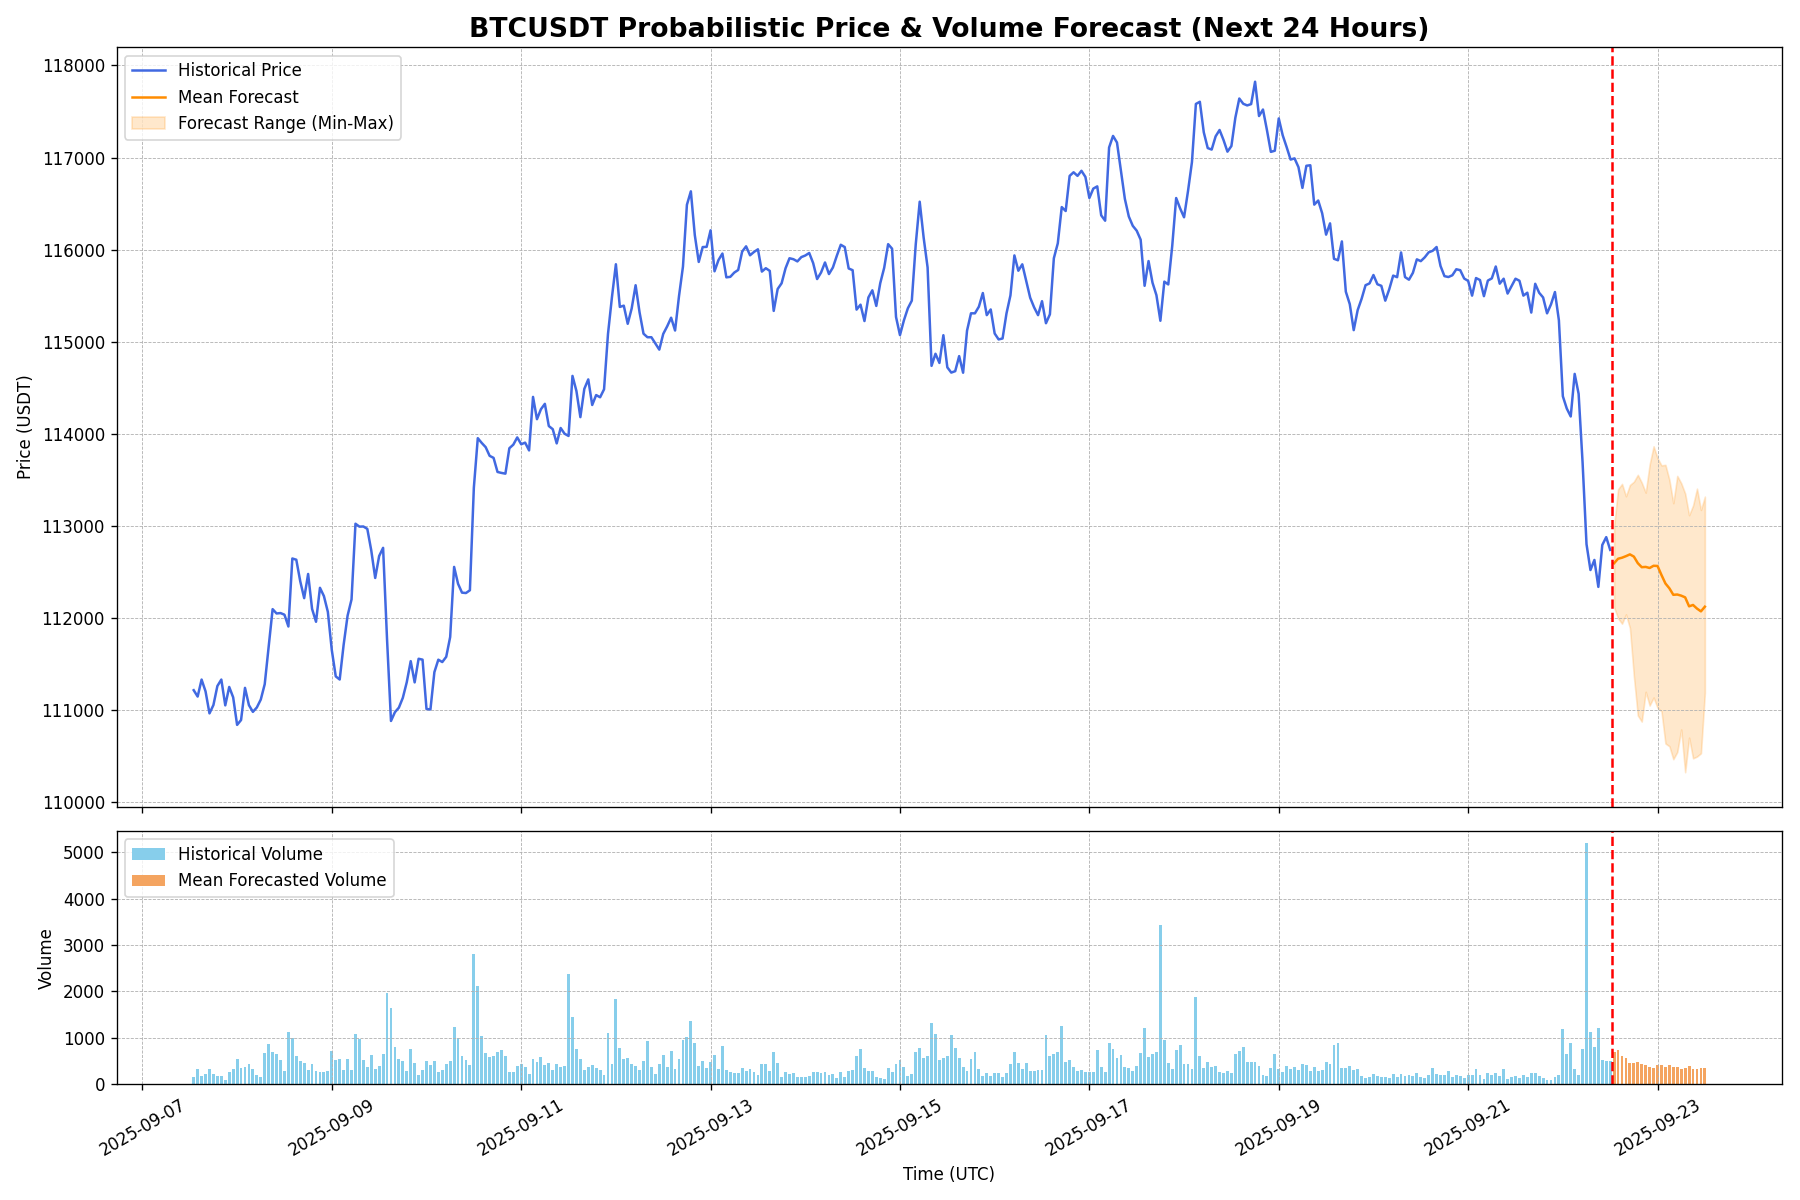 BTCUSDT Probabilistic Price & Volume Forecast (Next 24 Hours)
Historical Price
Mean Forecast
Forecast Range (Min-Max)
Price (USDT)
118000
117000
116000
115000
114000
113000
112000
111000
110000
Historical Volume
Mean Forecasted Volume
Volume
5000
4000
3000
2000
1000
0
2025-09-07
2025-09-09
2025-09-11
2025-09-13
2025-09-15
2025-09-17
2025-09-19
2025-09-21
2025-09-23
Time (UTC)